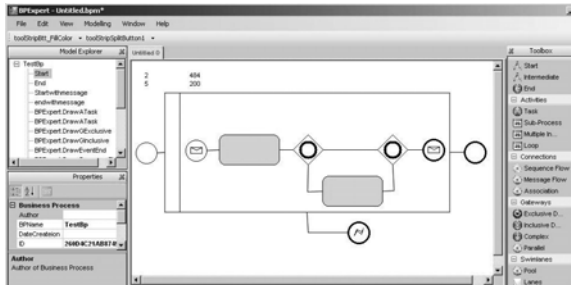 BPExpert - Untitled.bpm*
File Edit View Modelling Window Help
toolStripBtt_FillColor toolStripSplitButton1
Model Explorer
TestBp
Start
End
Startwithmessage
endwithmessage
BPExpert.DrawATask
BPExpert.DrawATask
BPExpert.DrawGExclusive
BPExpert.DrawGInclusive
BPExpert.DrawEventEnd
Properties
Business Process
Author
BPName TestBp
DateCreateion
ID
Author
Author of Business Process
Untitled 0
2 484
5 200
Toolbox
Start
Intermediate
End
Activities
Task
Sub-Process
Multiple In...
Loop
Connections
Sequence Flow
Message Flow
Association
Gateways
Exclusive D...
Inclusive D...
Complex
Parallel
Swimlanes
Pool
Lanes